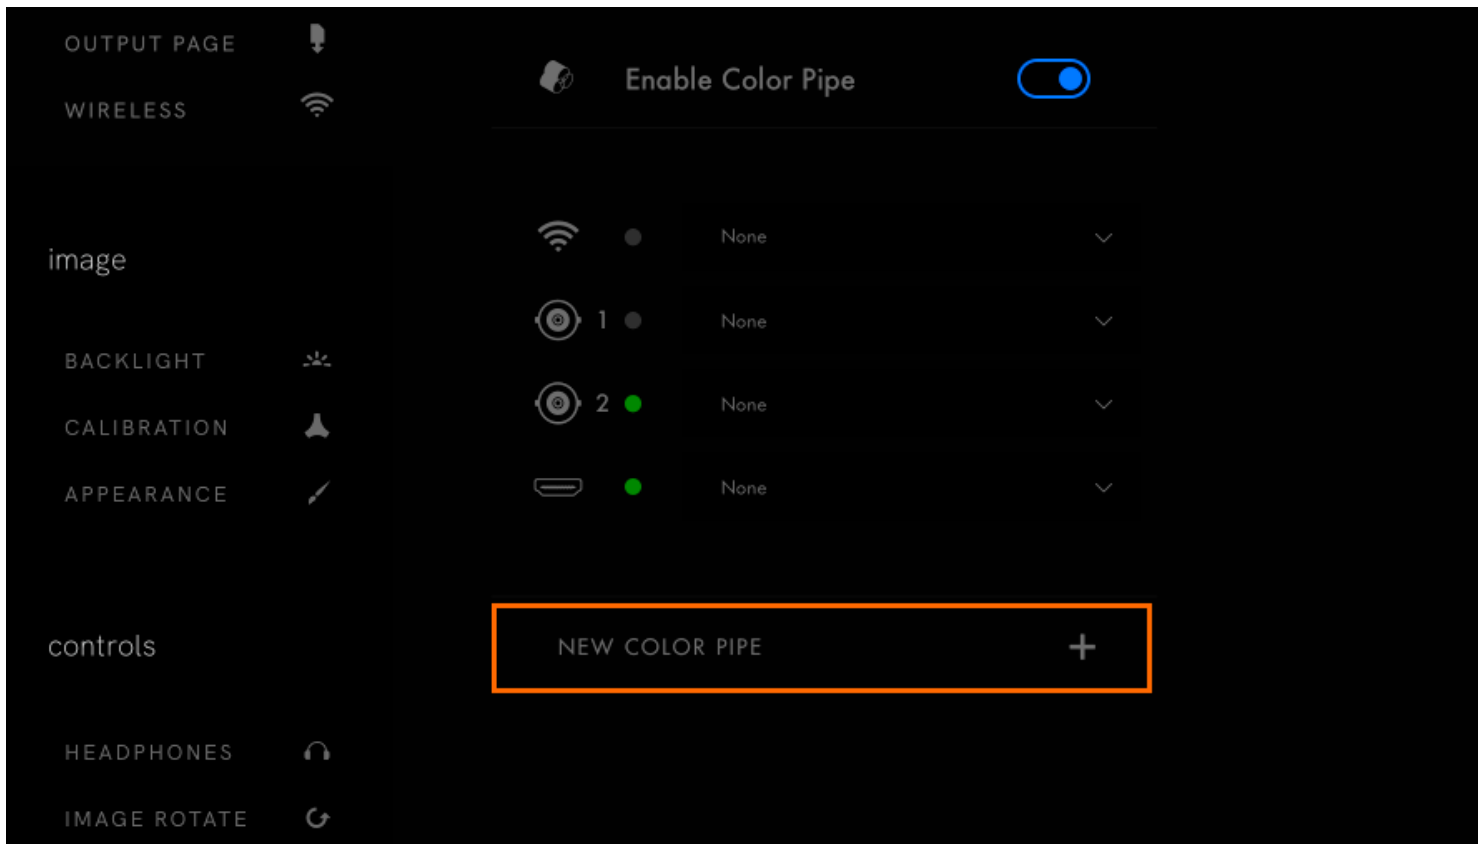 OUTPUT PAGE
WIRELESS
image
BACKLIGHT
CALIBRATION
APPEARANCE
controls
HEADPHONES
IMAGE ROTATE
Enable Color Pipe
None
1 None
2 None
None
NEW COLOR PIPE +